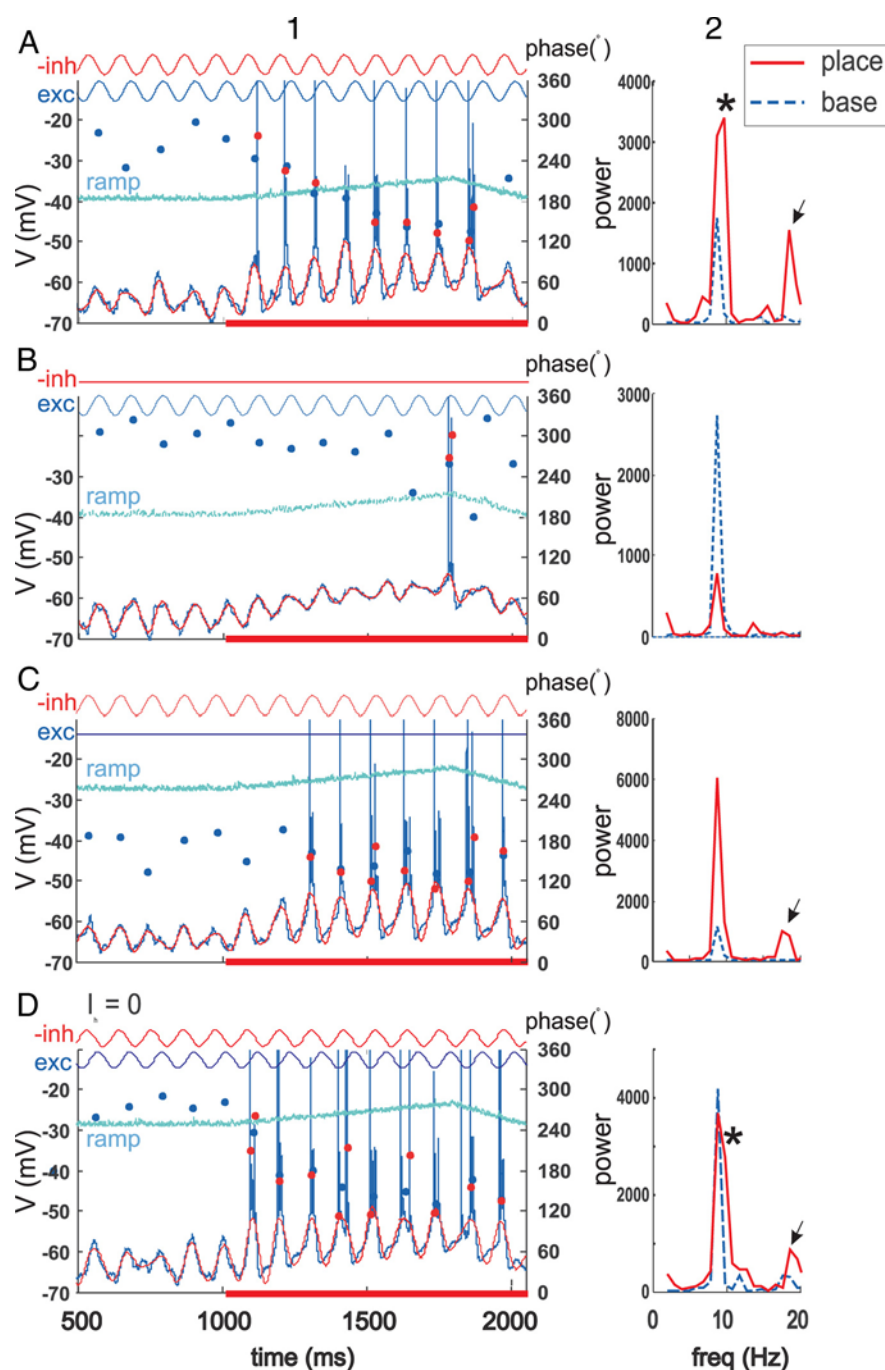 1
2
A
-inh
phase(°)
exc
360
-20
300
-30
240
ramp
-40
180
-50
120
-60
60
-70
0
V (mV)
place
base
4000
3000
2000
1000
0
power
*
B
-inh
phase(°)
exc
360
300
-30
240
ramp
-40
180
-50
120
-60
60
-70
0
V (mV)
3000
2000
1000
0
power
C
-inh
phase(°)
360
exc
-20
300
ramp
-30
240
-40
180
-50
120
-60
60
-70
0
V (mV)
8000
6000
4000
2000
0
power
D
Iₕ = 0
-inh
phase(°)
exc
360
-20
300
ramp
-30
240
-40
180
-50
120
-60
60
-70
0
V (mV)
500
1000
1500
2000
time (ms)
4000
2000
0
power
*
0
10
20
freq (Hz)